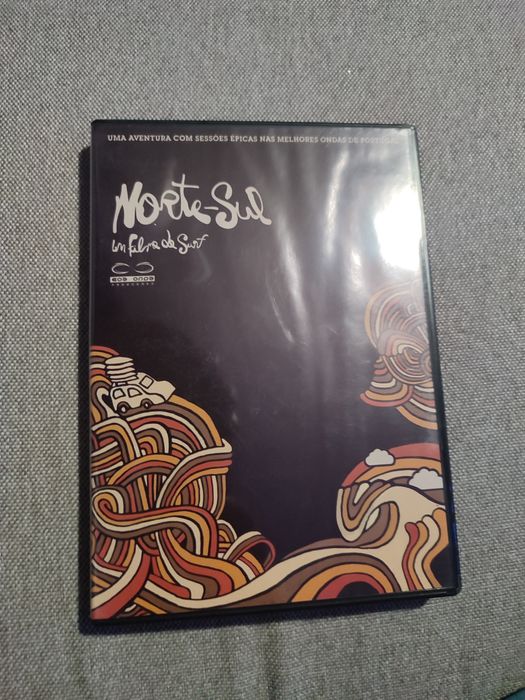 UMA AVENTURA COM SESSÕES ÉPICAS NAS MELHORES ONDAS DE PORTUGAL
Norte-Sul
um filme de Surf